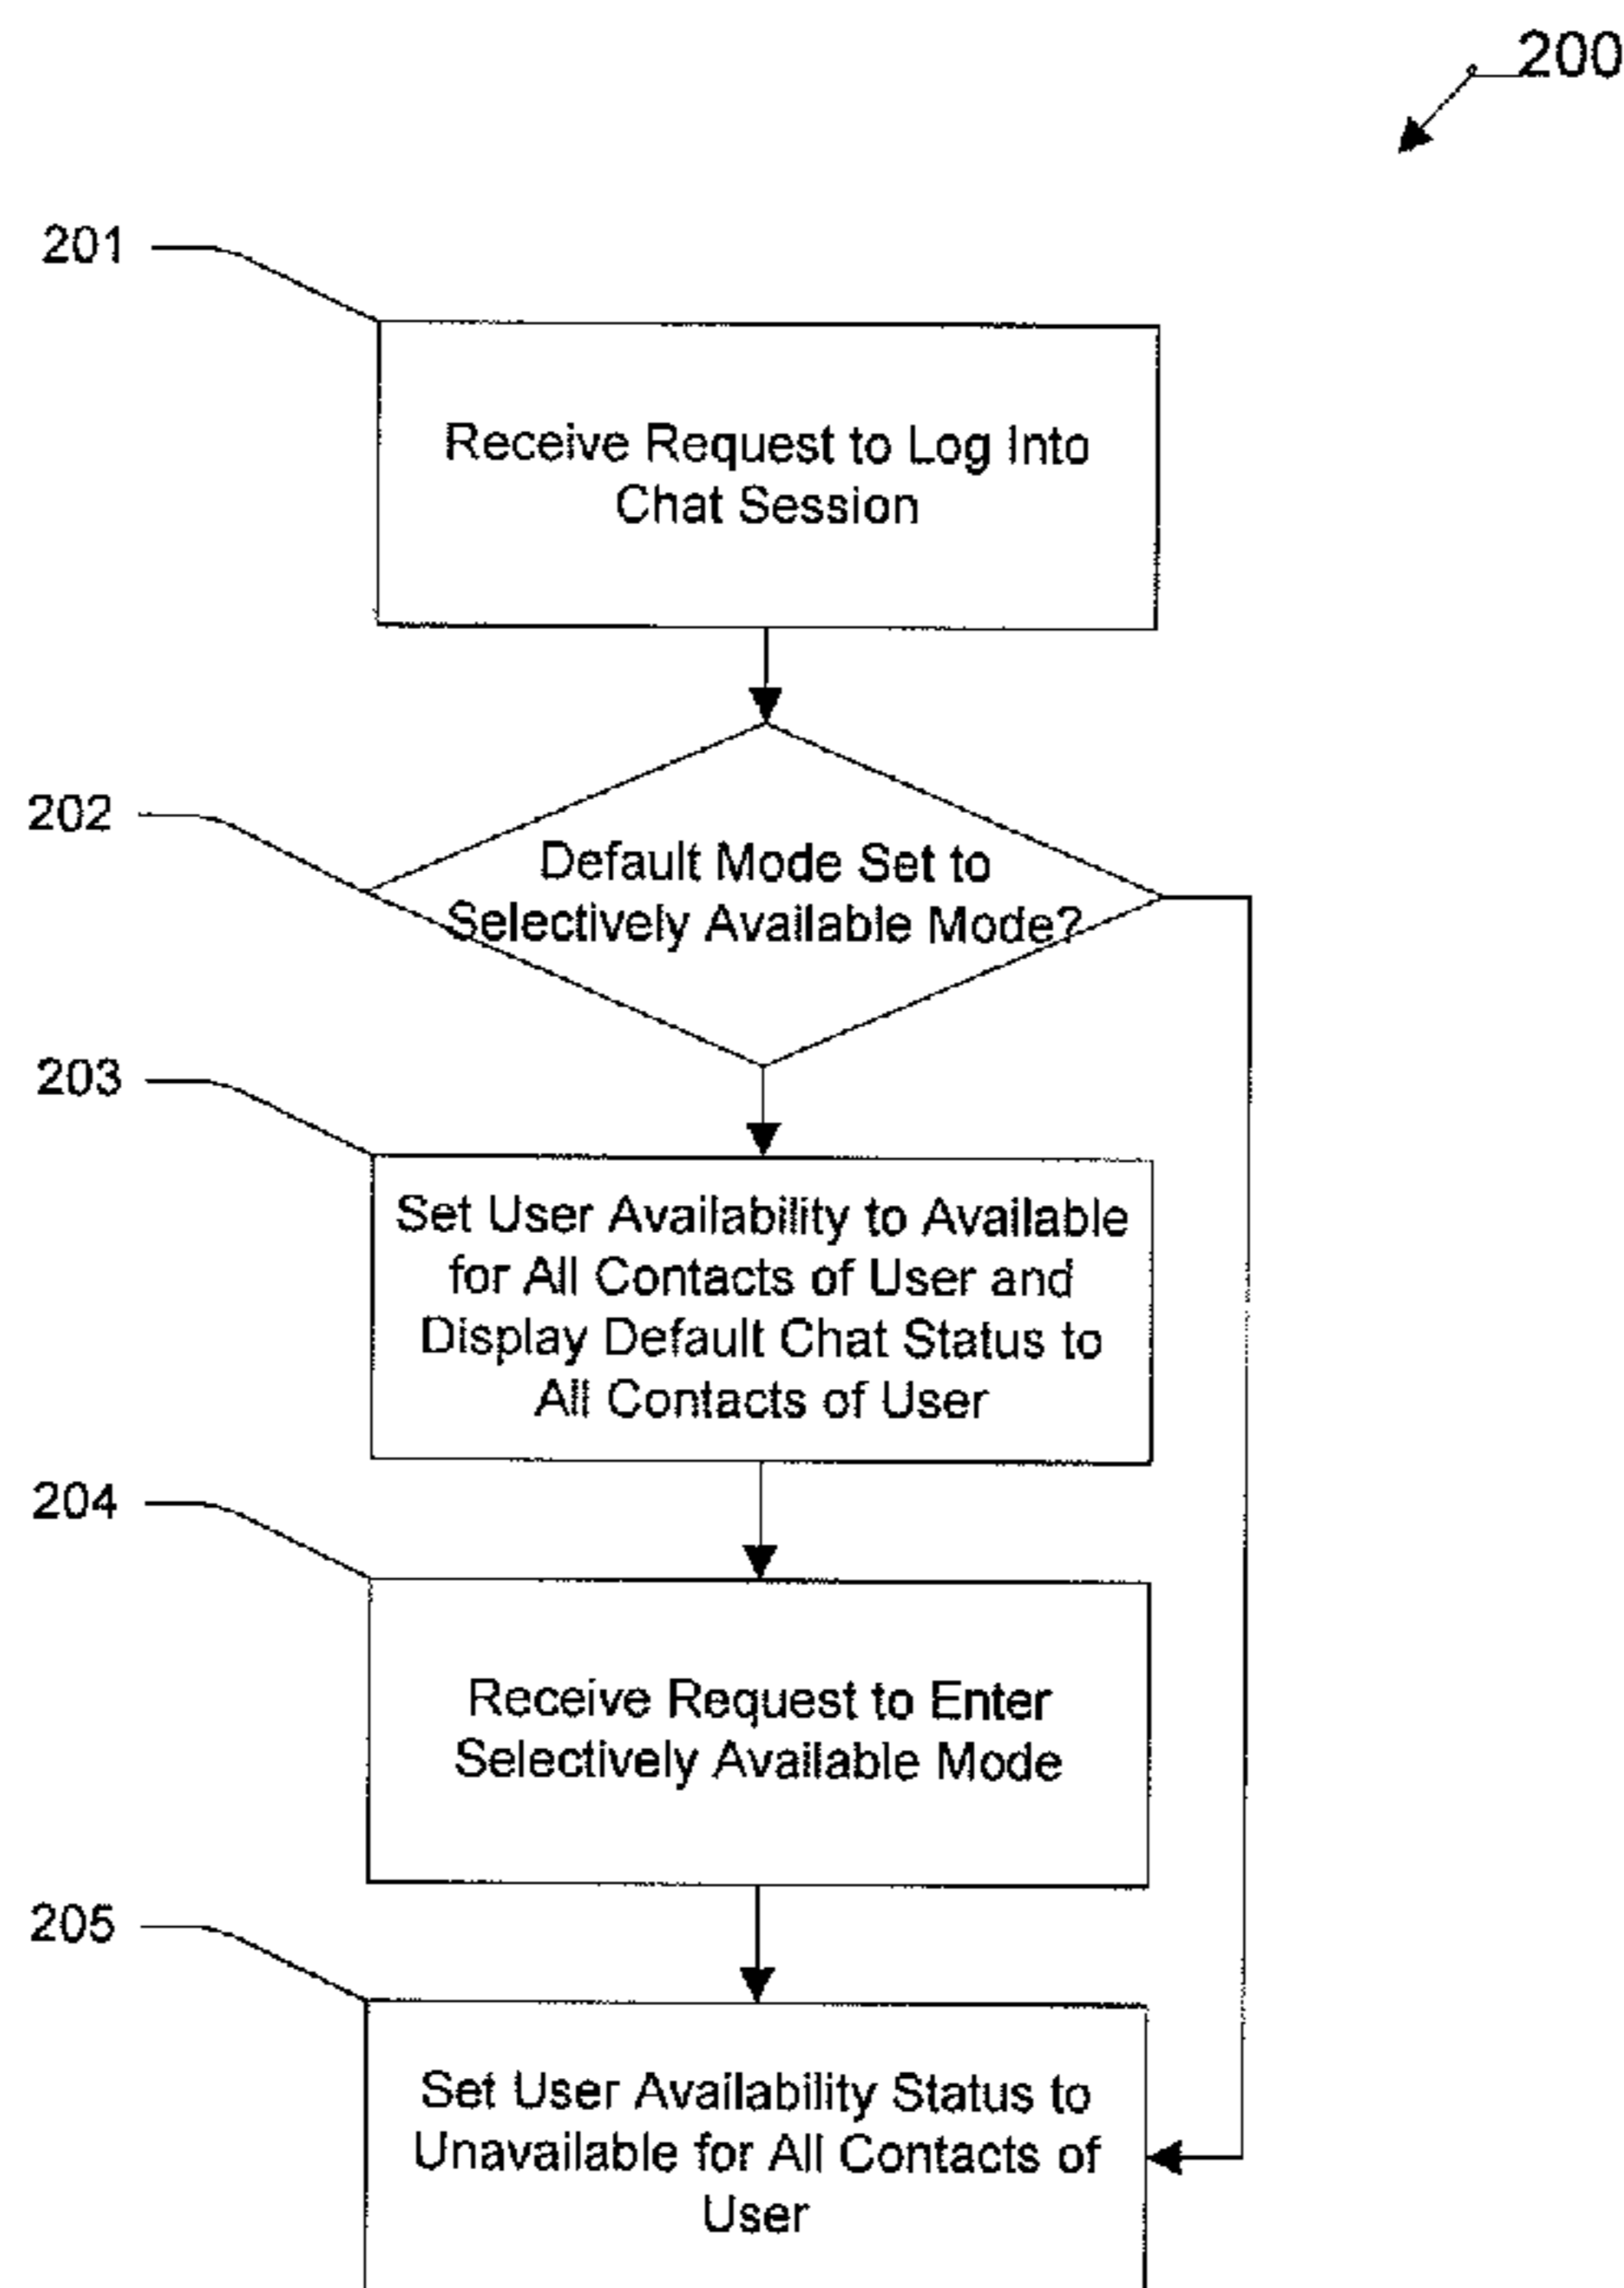 200
201
Receive Request to Log Into
Chat Session
202
Default Mode Set to
Selectively Available Mode?
203
Set User Availability to Available
for All Contacts of User and
Display Default Chat Status to
All Contacts of User
204
Receive Request to Enter
Selectively Available Mode
205
Set User Availability Status to
Unavailable for All Contacts of
User